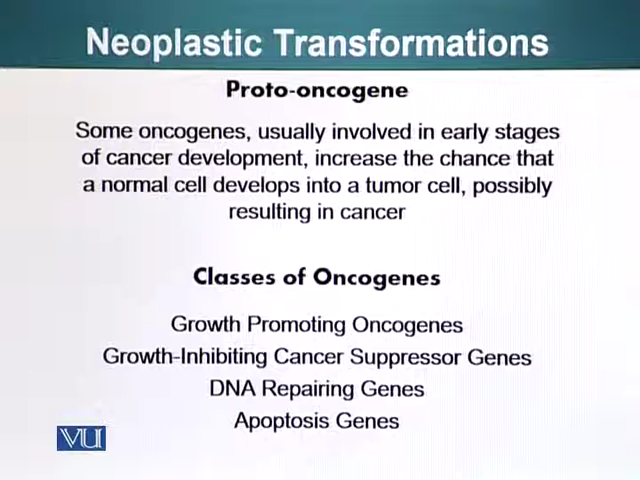 Neoplastic Transformations
Proto-oncogene
Some oncogenes, usually involved in early stages
of cancer development, increase the chance that
a normal cell develops into a tumor cell, possibly
resulting in cancer
Classes of Oncogenes
Growth Promoting Oncogenes
Growth-Inhibiting Cancer Suppressor Genes
DNA Repairing Genes
Apoptosis Genes
VU